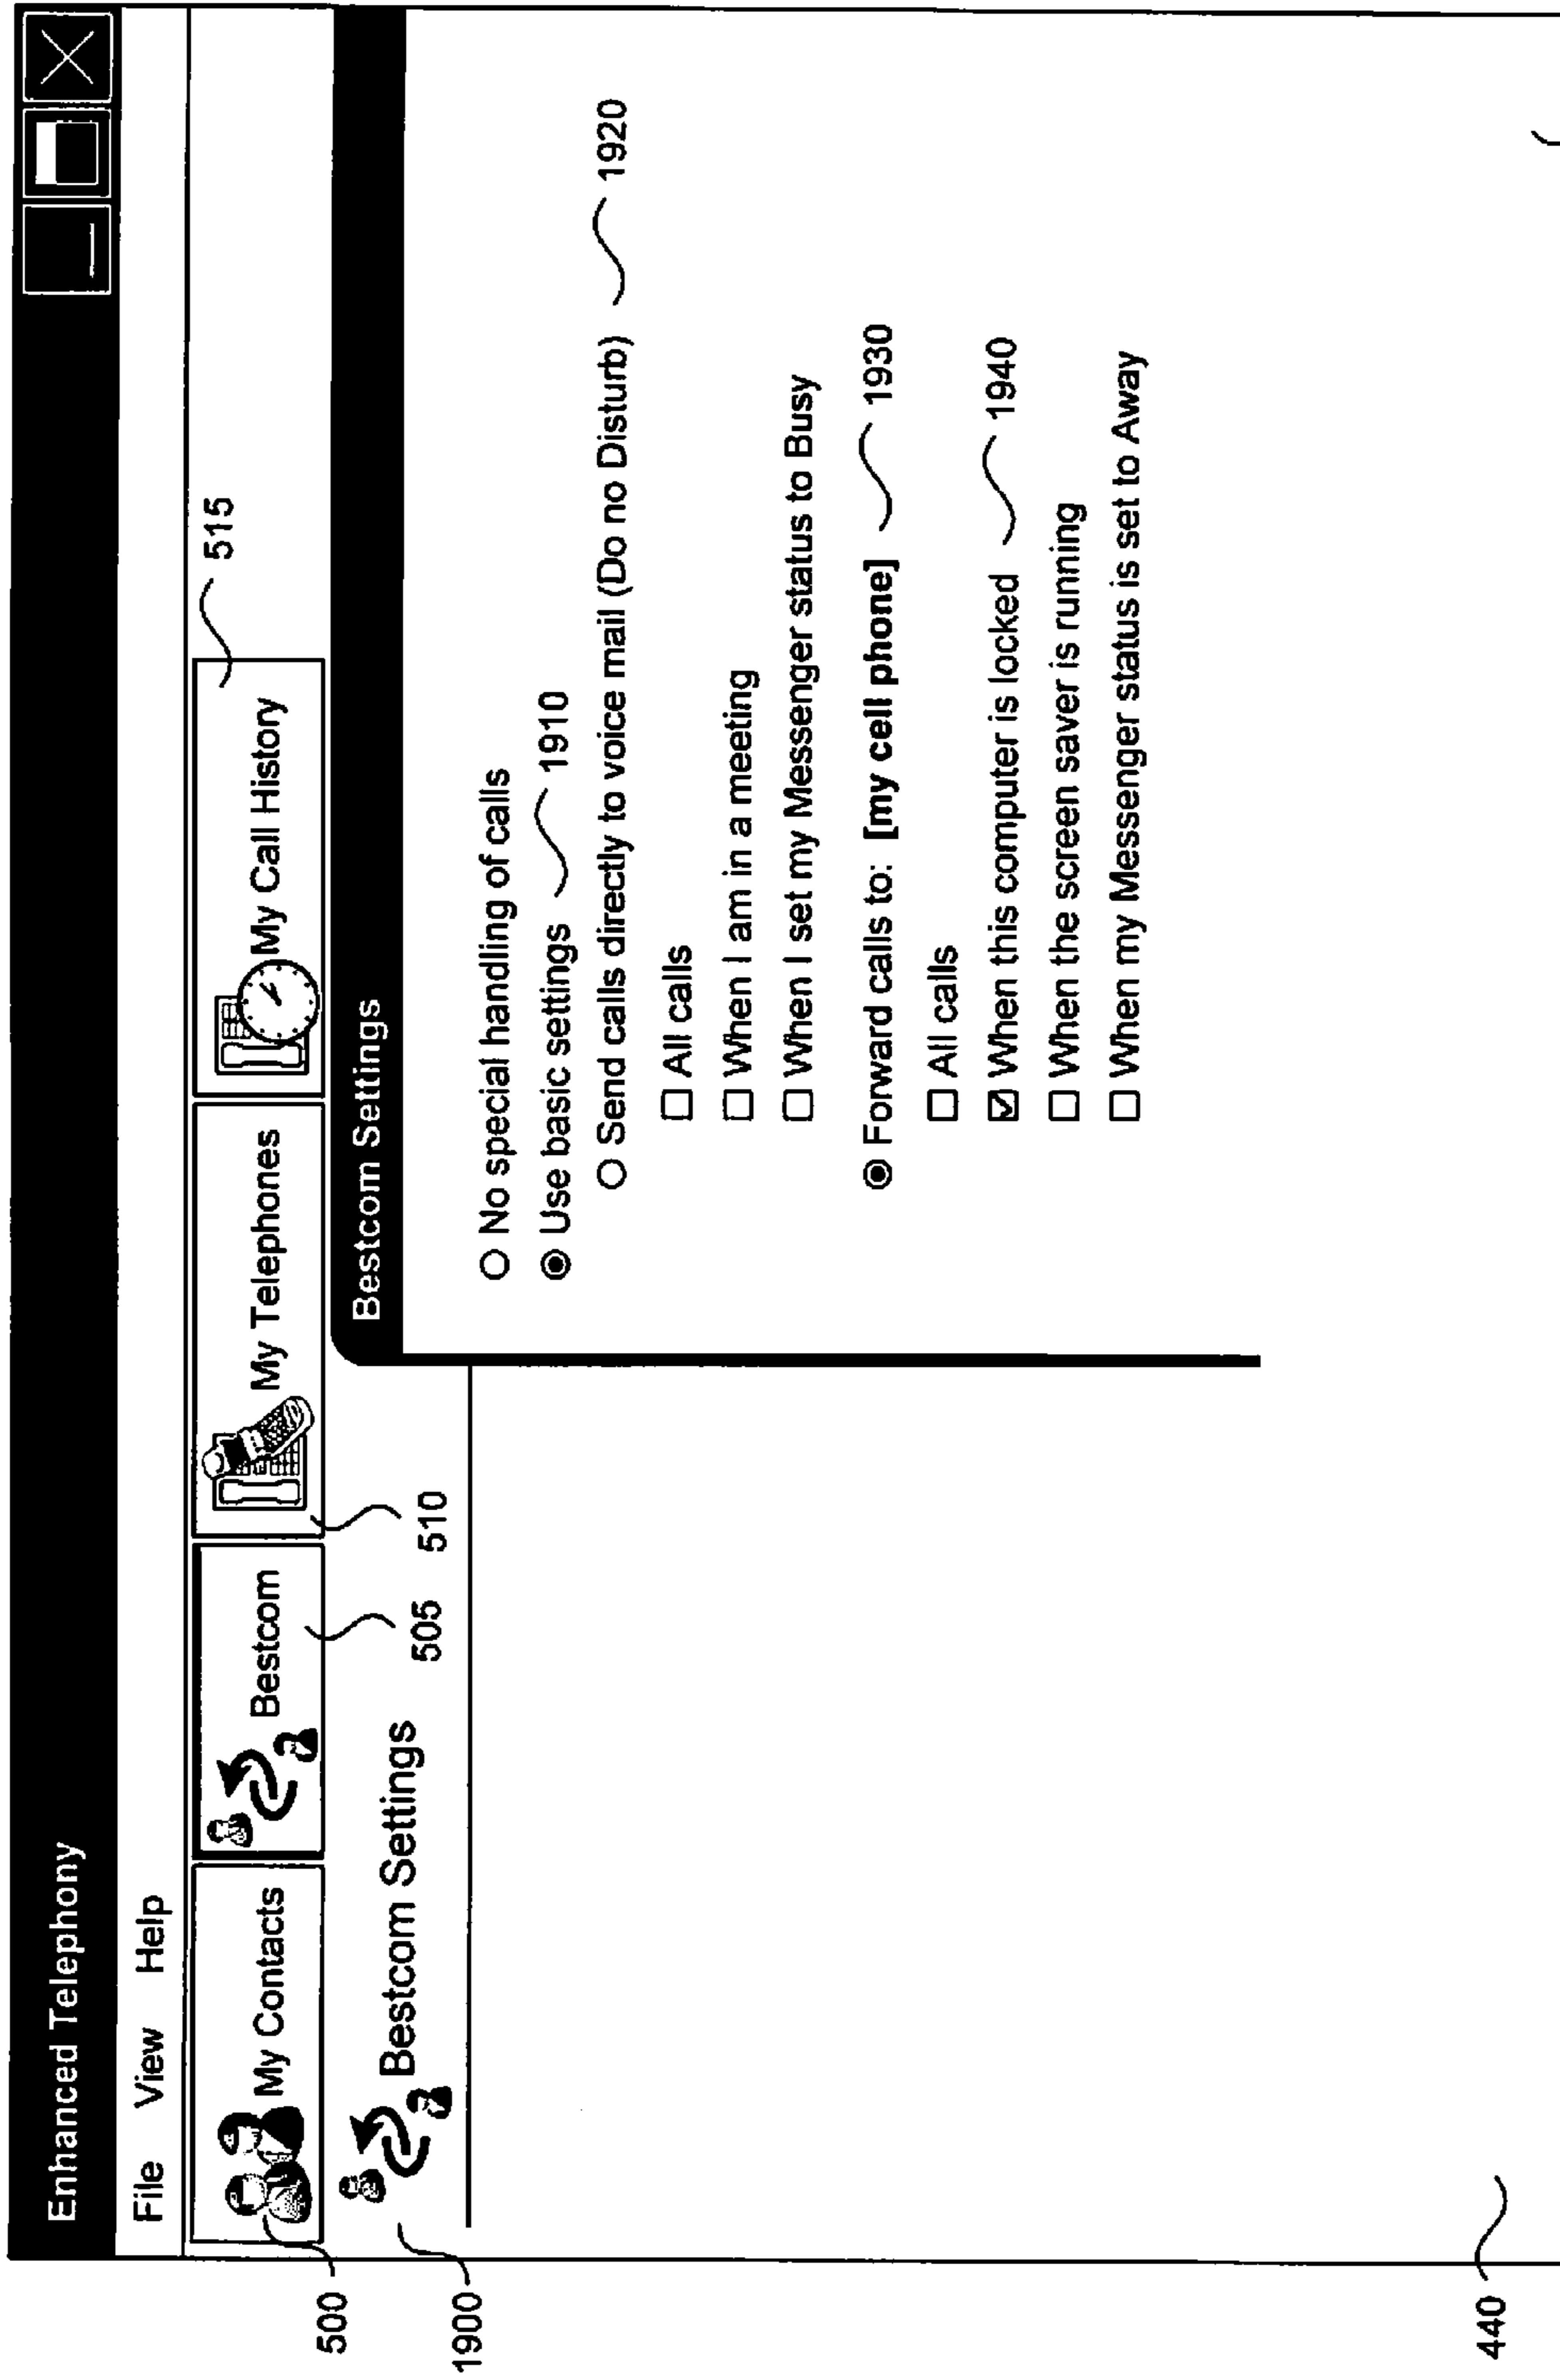 Enhanced Telephony
File View Help
My Contacts
Bestcom
My Telephones
My Call History
515
500
505
510
1900
Bestcom Settings
Bestcom Settings
No special handling of calls
Use basic settings 1910
Send calls directly to voice mail (Do no Disturb) 1920
All calls
When I am in a meeting
When I set my Messenger status to Busy
Forward calls to: [my cell phone] 1930
All calls
When this computer is locked 1940
When the screen saver is running
When my Messenger status is set to Away
440